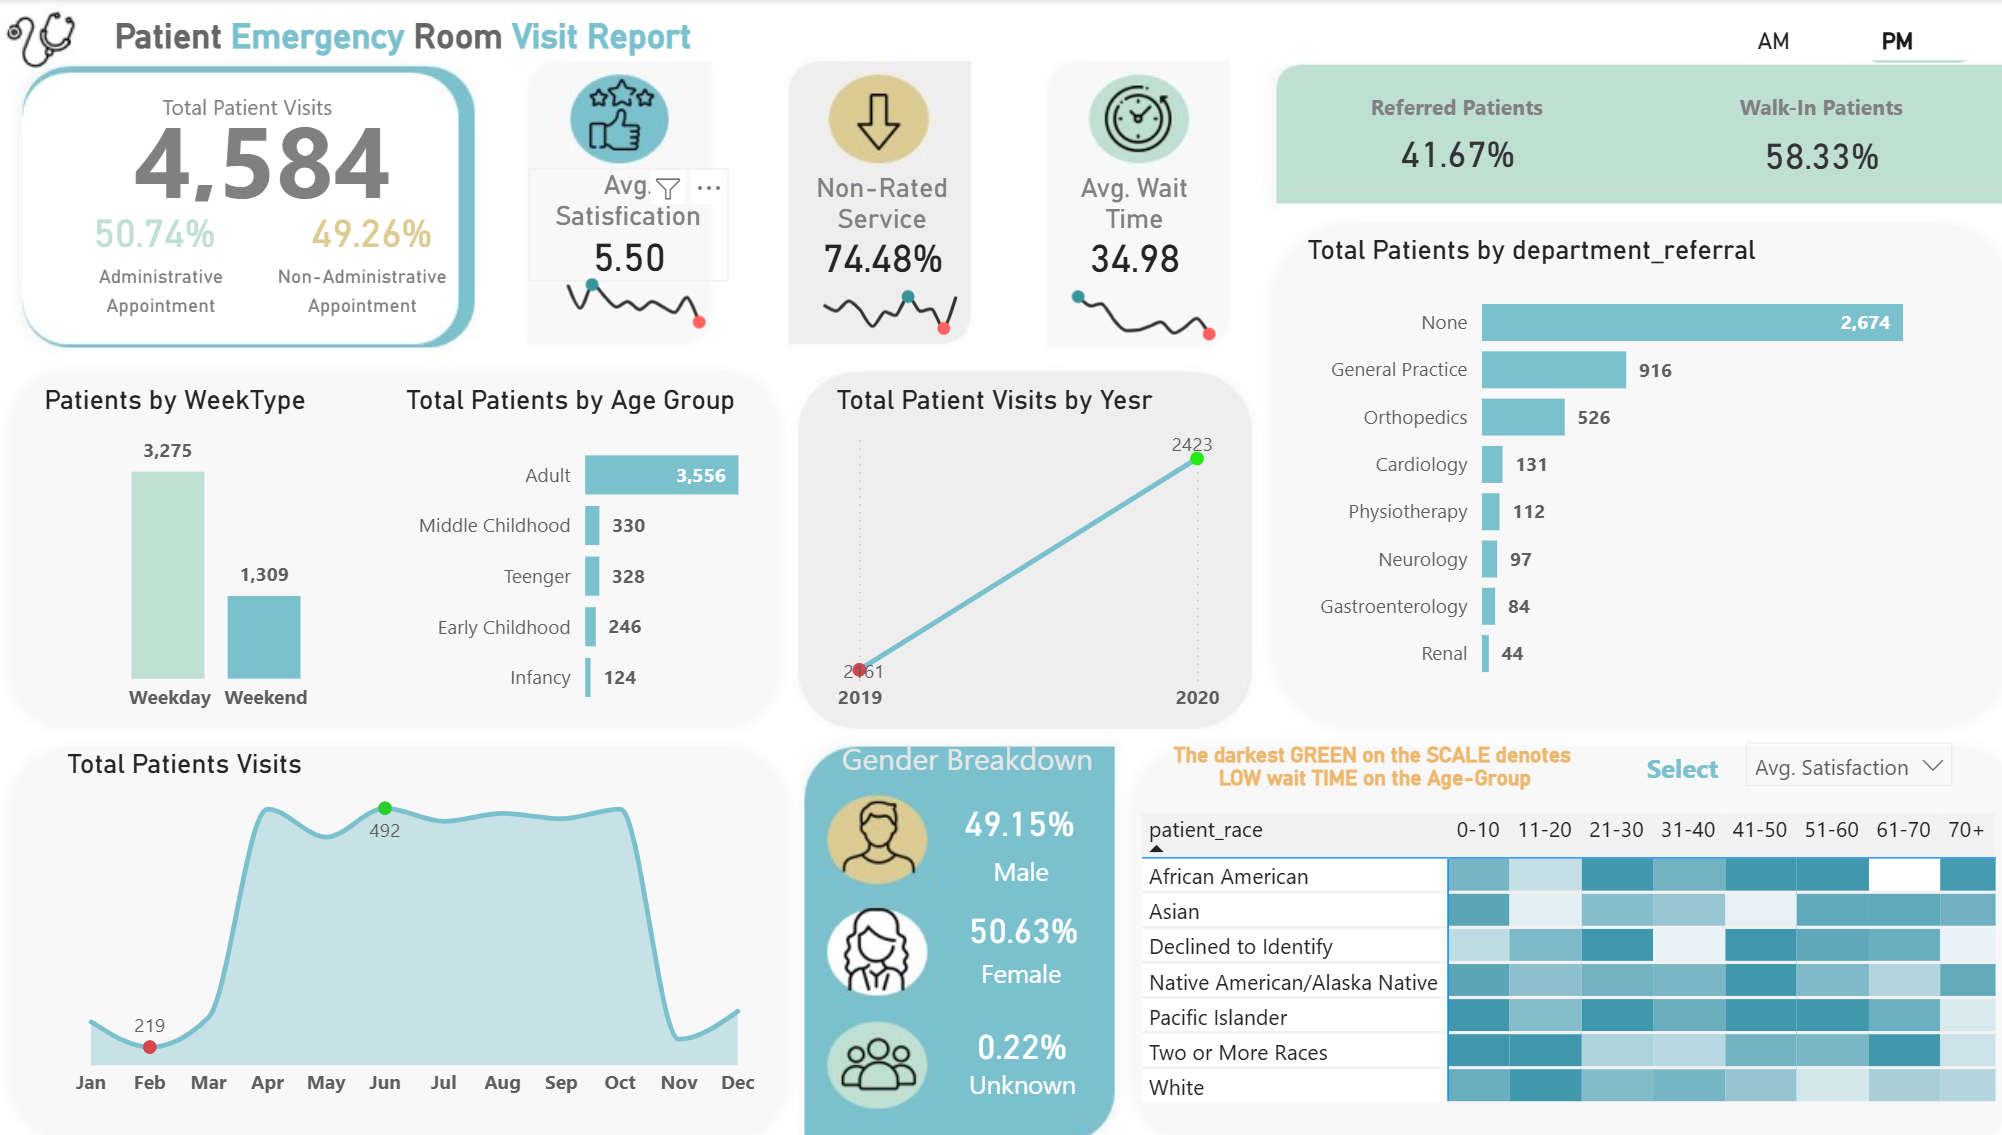 Patient Emergency Room Visit Report
AM
PM
Total Patient Visits
4,584
50.74%
49.26%
Administrative
Appointment
Non-Administrative
Appointment
Avg.
Satisfication
5.50
Non-Rated
Service
74.48%
Avg. Wait
Time
34.98
Referred Patients
41.67%
Walk-In Patients
58.33%
Total Patients by department_referral
None
2,674
General Practice
916
Orthopedics
526
Cardiology
131
Physiotherapy
112
Neurology
97
Gastroenterology
84
Renal
44
Patients by WeekType
3,275
1,309
Weekday
Weekend
Total Patients by Age Group
Adult
3,556
Middle Childhood
330
Teenger
328
Early Childhood
246
Infancy
124
Total Patient Visits by Yesr
2423
2161
2019
2020
Total Patients Visits
492
219
Jan Feb Mar Apr May Jun Jul Aug Sep Oct Nov Dec
Gender Breakdown
49.15%
Male
50.63%
Female
0.22%
Unknown
The darkest GREEN on the SCALE denotes
LOW wait TIME on the Age-Group
Select
Avg. Satisfaction
patient_race 0-10 11-20 21-30 31-40 41-50 51-60 61-70 70+
African American
Asian
Declined to Identify
Native American/Alaska Native
Pacific Islander
Two or More Races
White